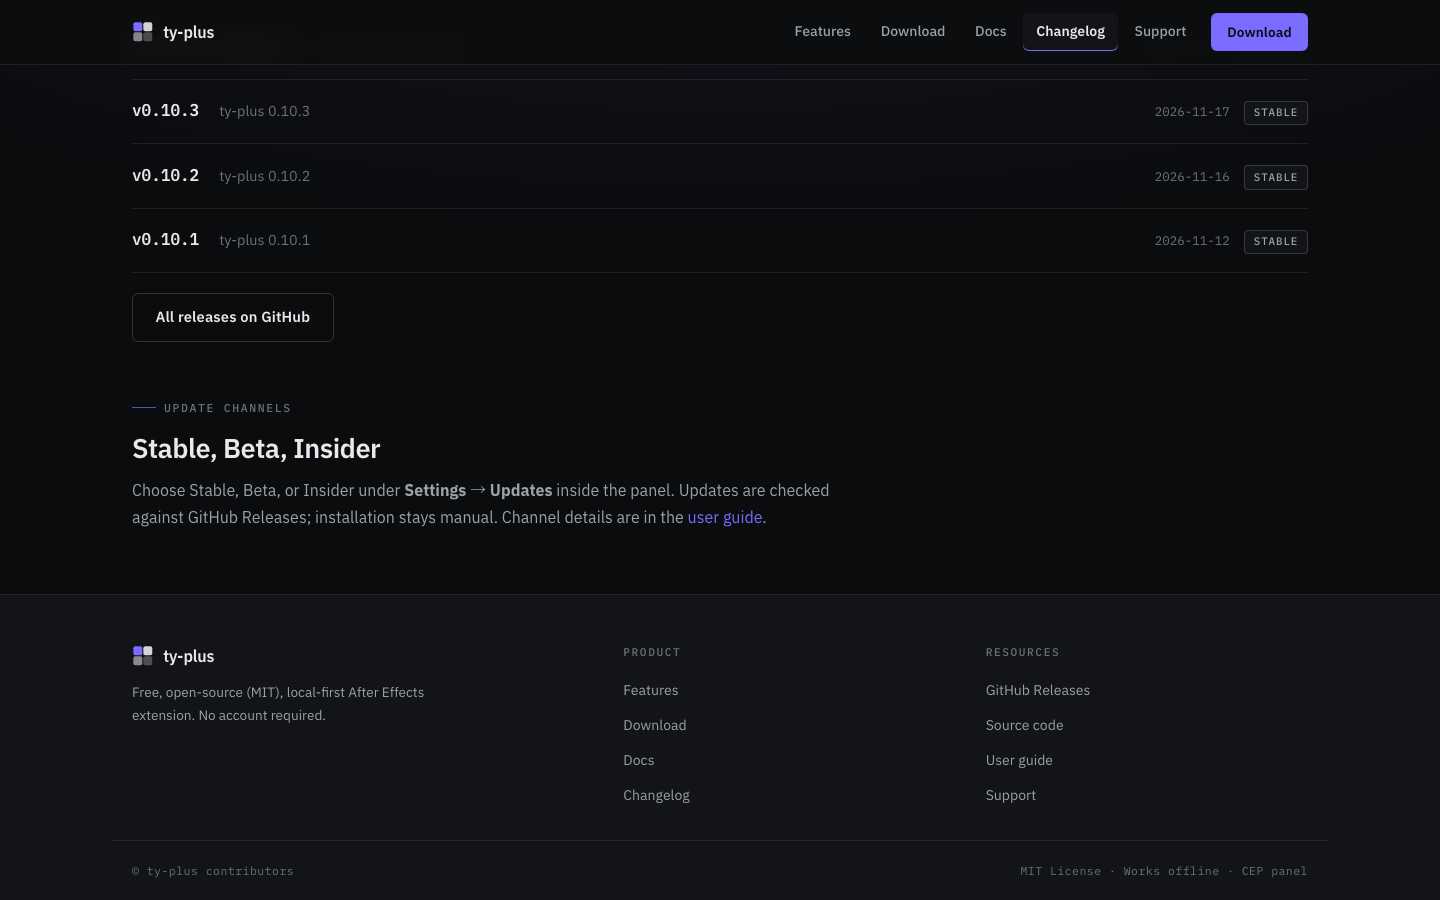 ty-plus
Features Download Docs Changelog Support Download
v0.10.3 ty-plus 0.10.3 2026-11-17 STABLE
v0.10.2 ty-plus 0.10.2 2026-11-16 STABLE
v0.10.1 ty-plus 0.10.1 2026-11-12 STABLE
All releases on GitHub
UPDATE CHANNELS
Stable, Beta, Insider
Choose Stable, Beta, or Insider under Settings → Updates inside the panel. Updates are checked
against GitHub Releases; installation stays manual. Channel details are in the user guide.
ty-plus
Free, open-source (MIT), local-first After Effects
extension. No account required.
PRODUCT
Features
Download
Docs
Changelog
RESOURCES
GitHub Releases
Source code
User guide
Support
© ty-plus contributors
MIT License · Works offline · CEP panel